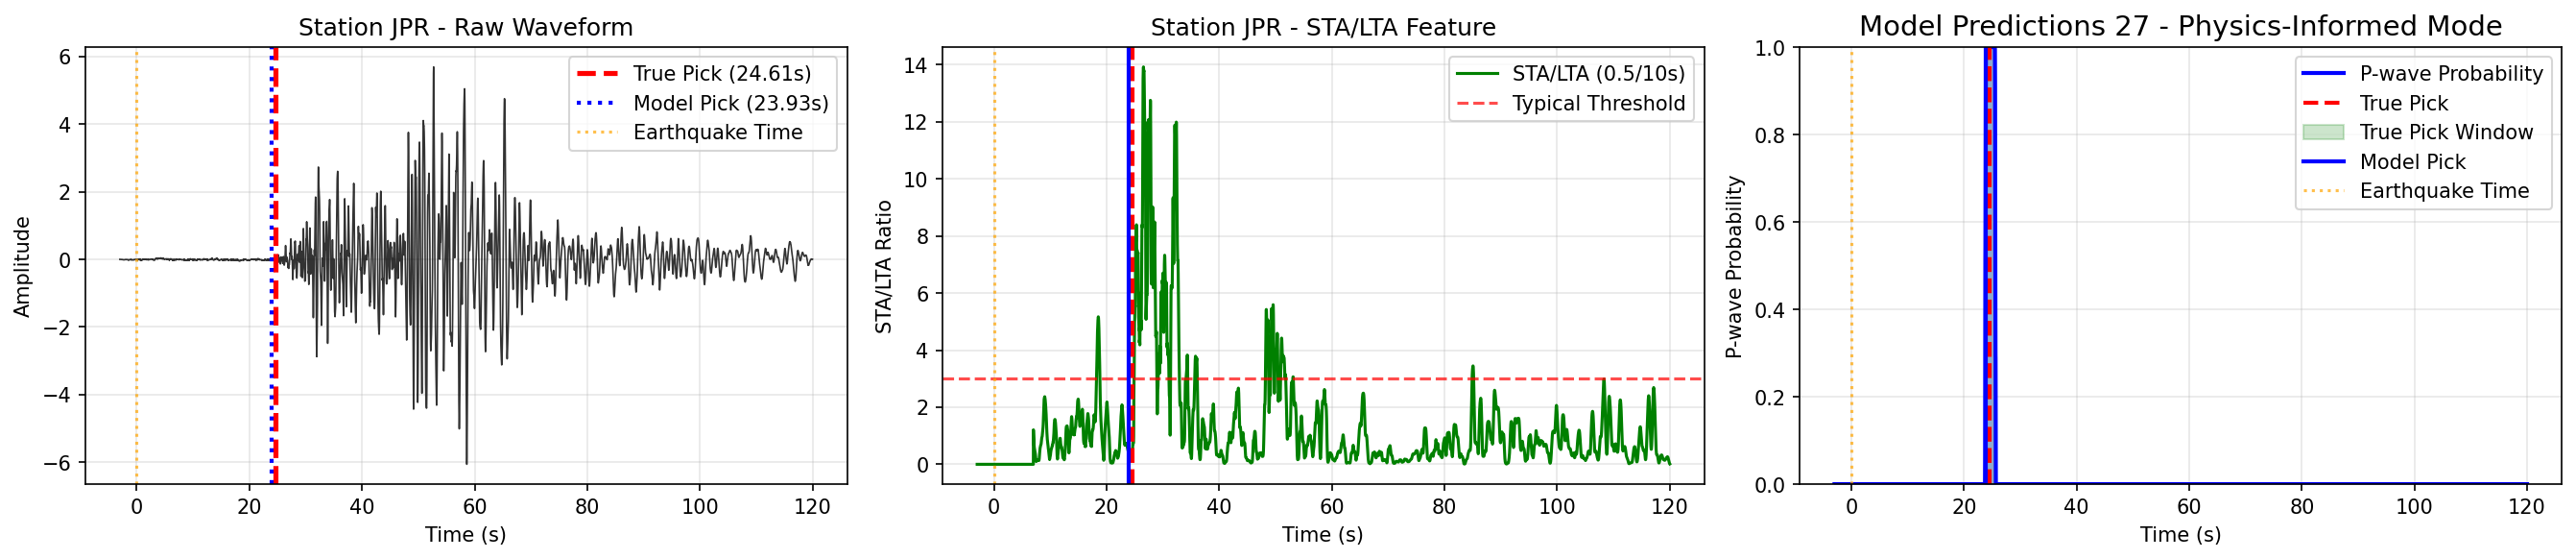 Station JPR - Raw Waveform
Amplitude
6
4
2
0
−2
−4
−6
True Pick (24.61s)
Model Pick (23.93s)
Earthquake Time
0 20 40 60 80 100 120
Time (s)
Station JPR - STA/LTA Feature
STA/LTA Ratio
14
12
10
8
6
4
2
0
STA/LTA (0.5/10s)
Typical Threshold
0 20 40 60 80 100 120
Time (s)
Model Predictions 27 - Physics-Informed Mode
P-wave Probability
1.0
0.8
0.6
0.4
0.2
0.0
P-wave Probability
True Pick
True Pick Window
Model Pick
Earthquake Time
0 20 40 60 80 100 120
Time (s)